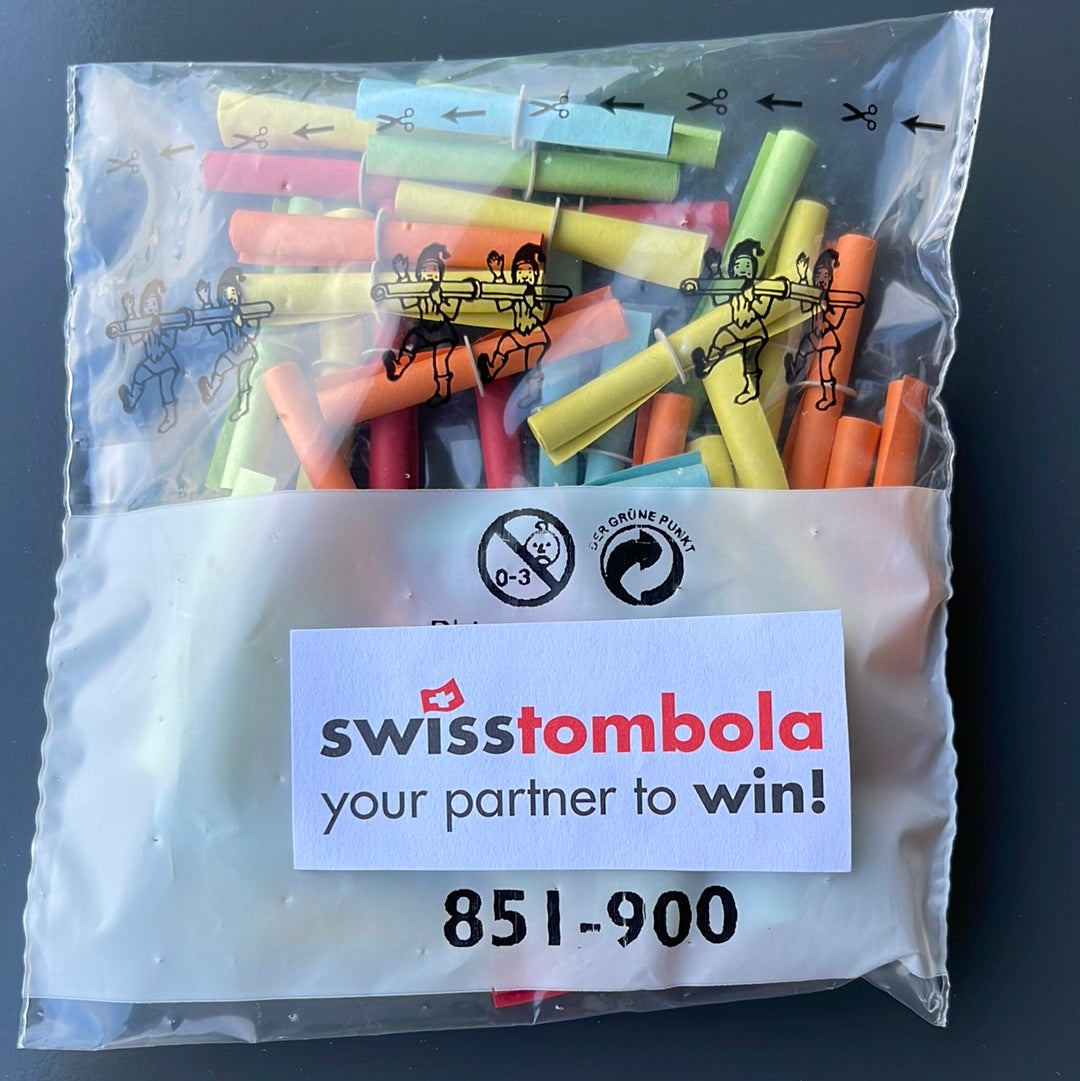 0-3
DER GRÜNE PUNKT
swisstombola
your partner to win!
851-900